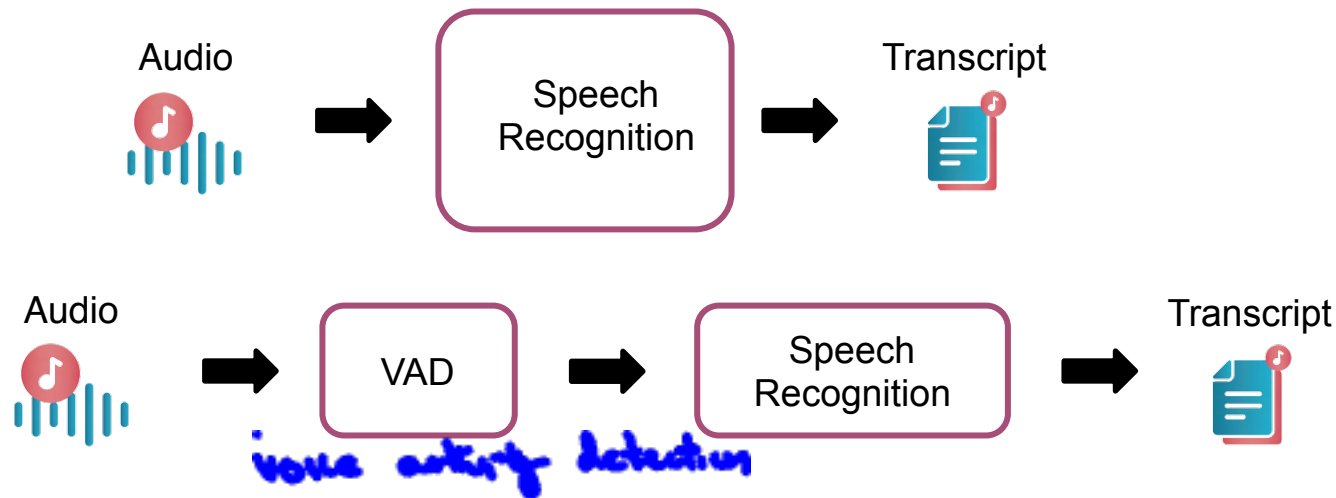 Audio
Speech
Recognition
Transcript
Audio
VAD
Speech
Recognition
Transcript
voice activity detection